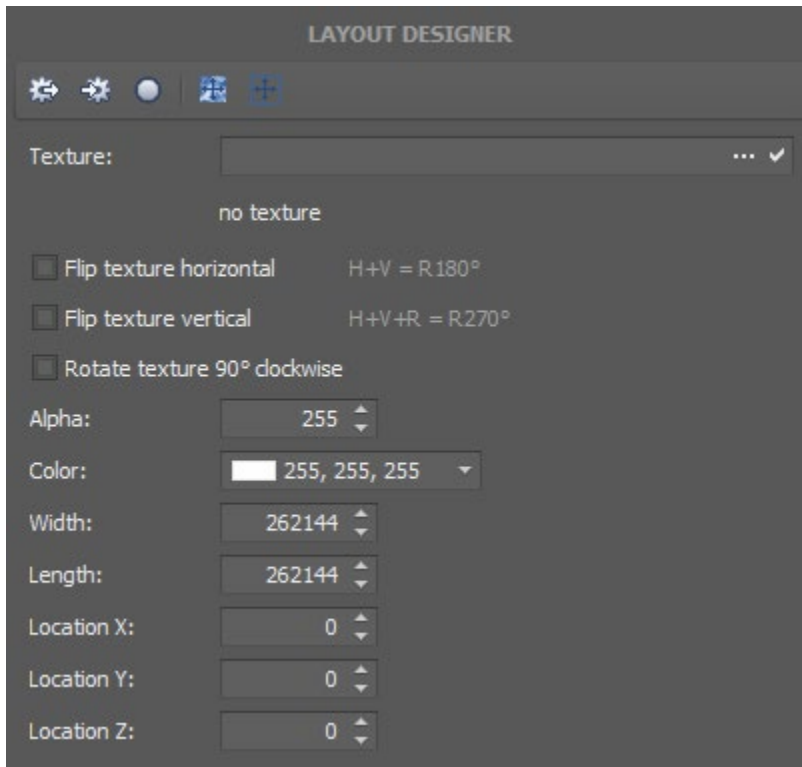 LAYOUT DESIGNER
Texture: ...
no texture
Flip texture horizontal H+V = R180°
Flip texture vertical H+V+R = R270°
Rotate texture 90° clockwise
Alpha: 255
Color: 255, 255, 255
Width: 262144
Length: 262144
Location X: 0
Location Y: 0
Location Z: 0